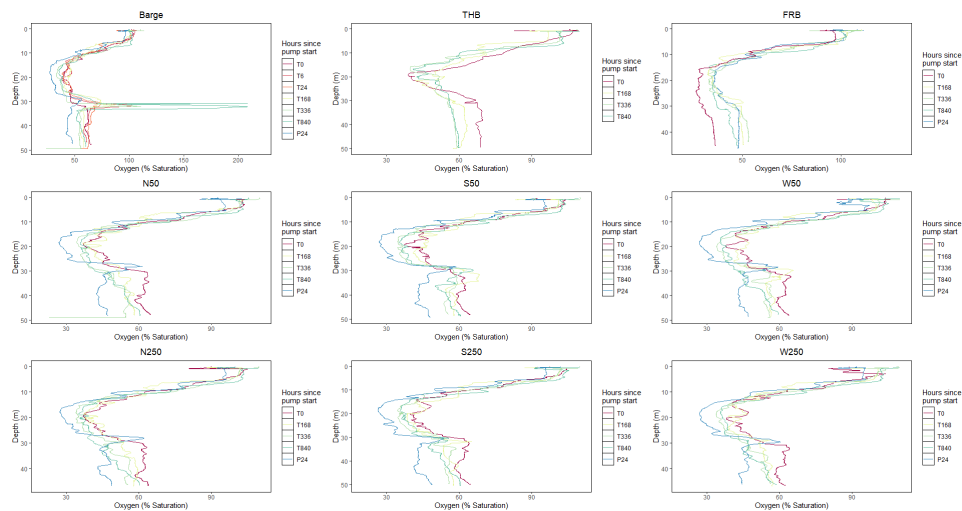 Barge
Depth (m)
0
10
20
30
40
50
50
100
150
200
Oxygen (% Saturation)
Hours since
pump start
T0
T6
T24
T168
T336
T840
P24
THB
Depth (m)
0
10
20
30
40
50
30
60
90
Oxygen (% Saturation)
Hours since
pump start
T0
T168
T336
T840
FRB
Depth (m)
0
10
20
30
40
50
100
Oxygen (% Saturation)
Hours since
pump start
T0
T168
T336
T840
P24
N50
Depth (m)
0
10
20
30
40
50
30
60
90
Oxygen (% Saturation)
Hours since
pump start
T0
T168
T336
T840
P24
S50
Depth (m)
0
10
20
30
40
50
30
60
90
Oxygen (% Saturation)
Hours since
pump start
T0
T168
T336
T840
P24
W50
Depth (m)
0
10
20
30
40
50
30
60
90
Oxygen (% Saturation)
Hours since
pump start
T0
T168
T336
T840
P24
N250
Depth (m)
0
10
20
30
40
30
60
90
Oxygen (% Saturation)
Hours since
pump start
T0
T168
T336
T840
P24
S250
Depth (m)
0
10
20
30
40
50
30
60
90
Oxygen (% Saturation)
Hours since
pump start
T0
T168
T336
T840
P24
W250
Depth (m)
0
10
20
30
40
30
60
90
Oxygen (% Saturation)
Hours since
pump start
T0
T168
T336
T840
P24